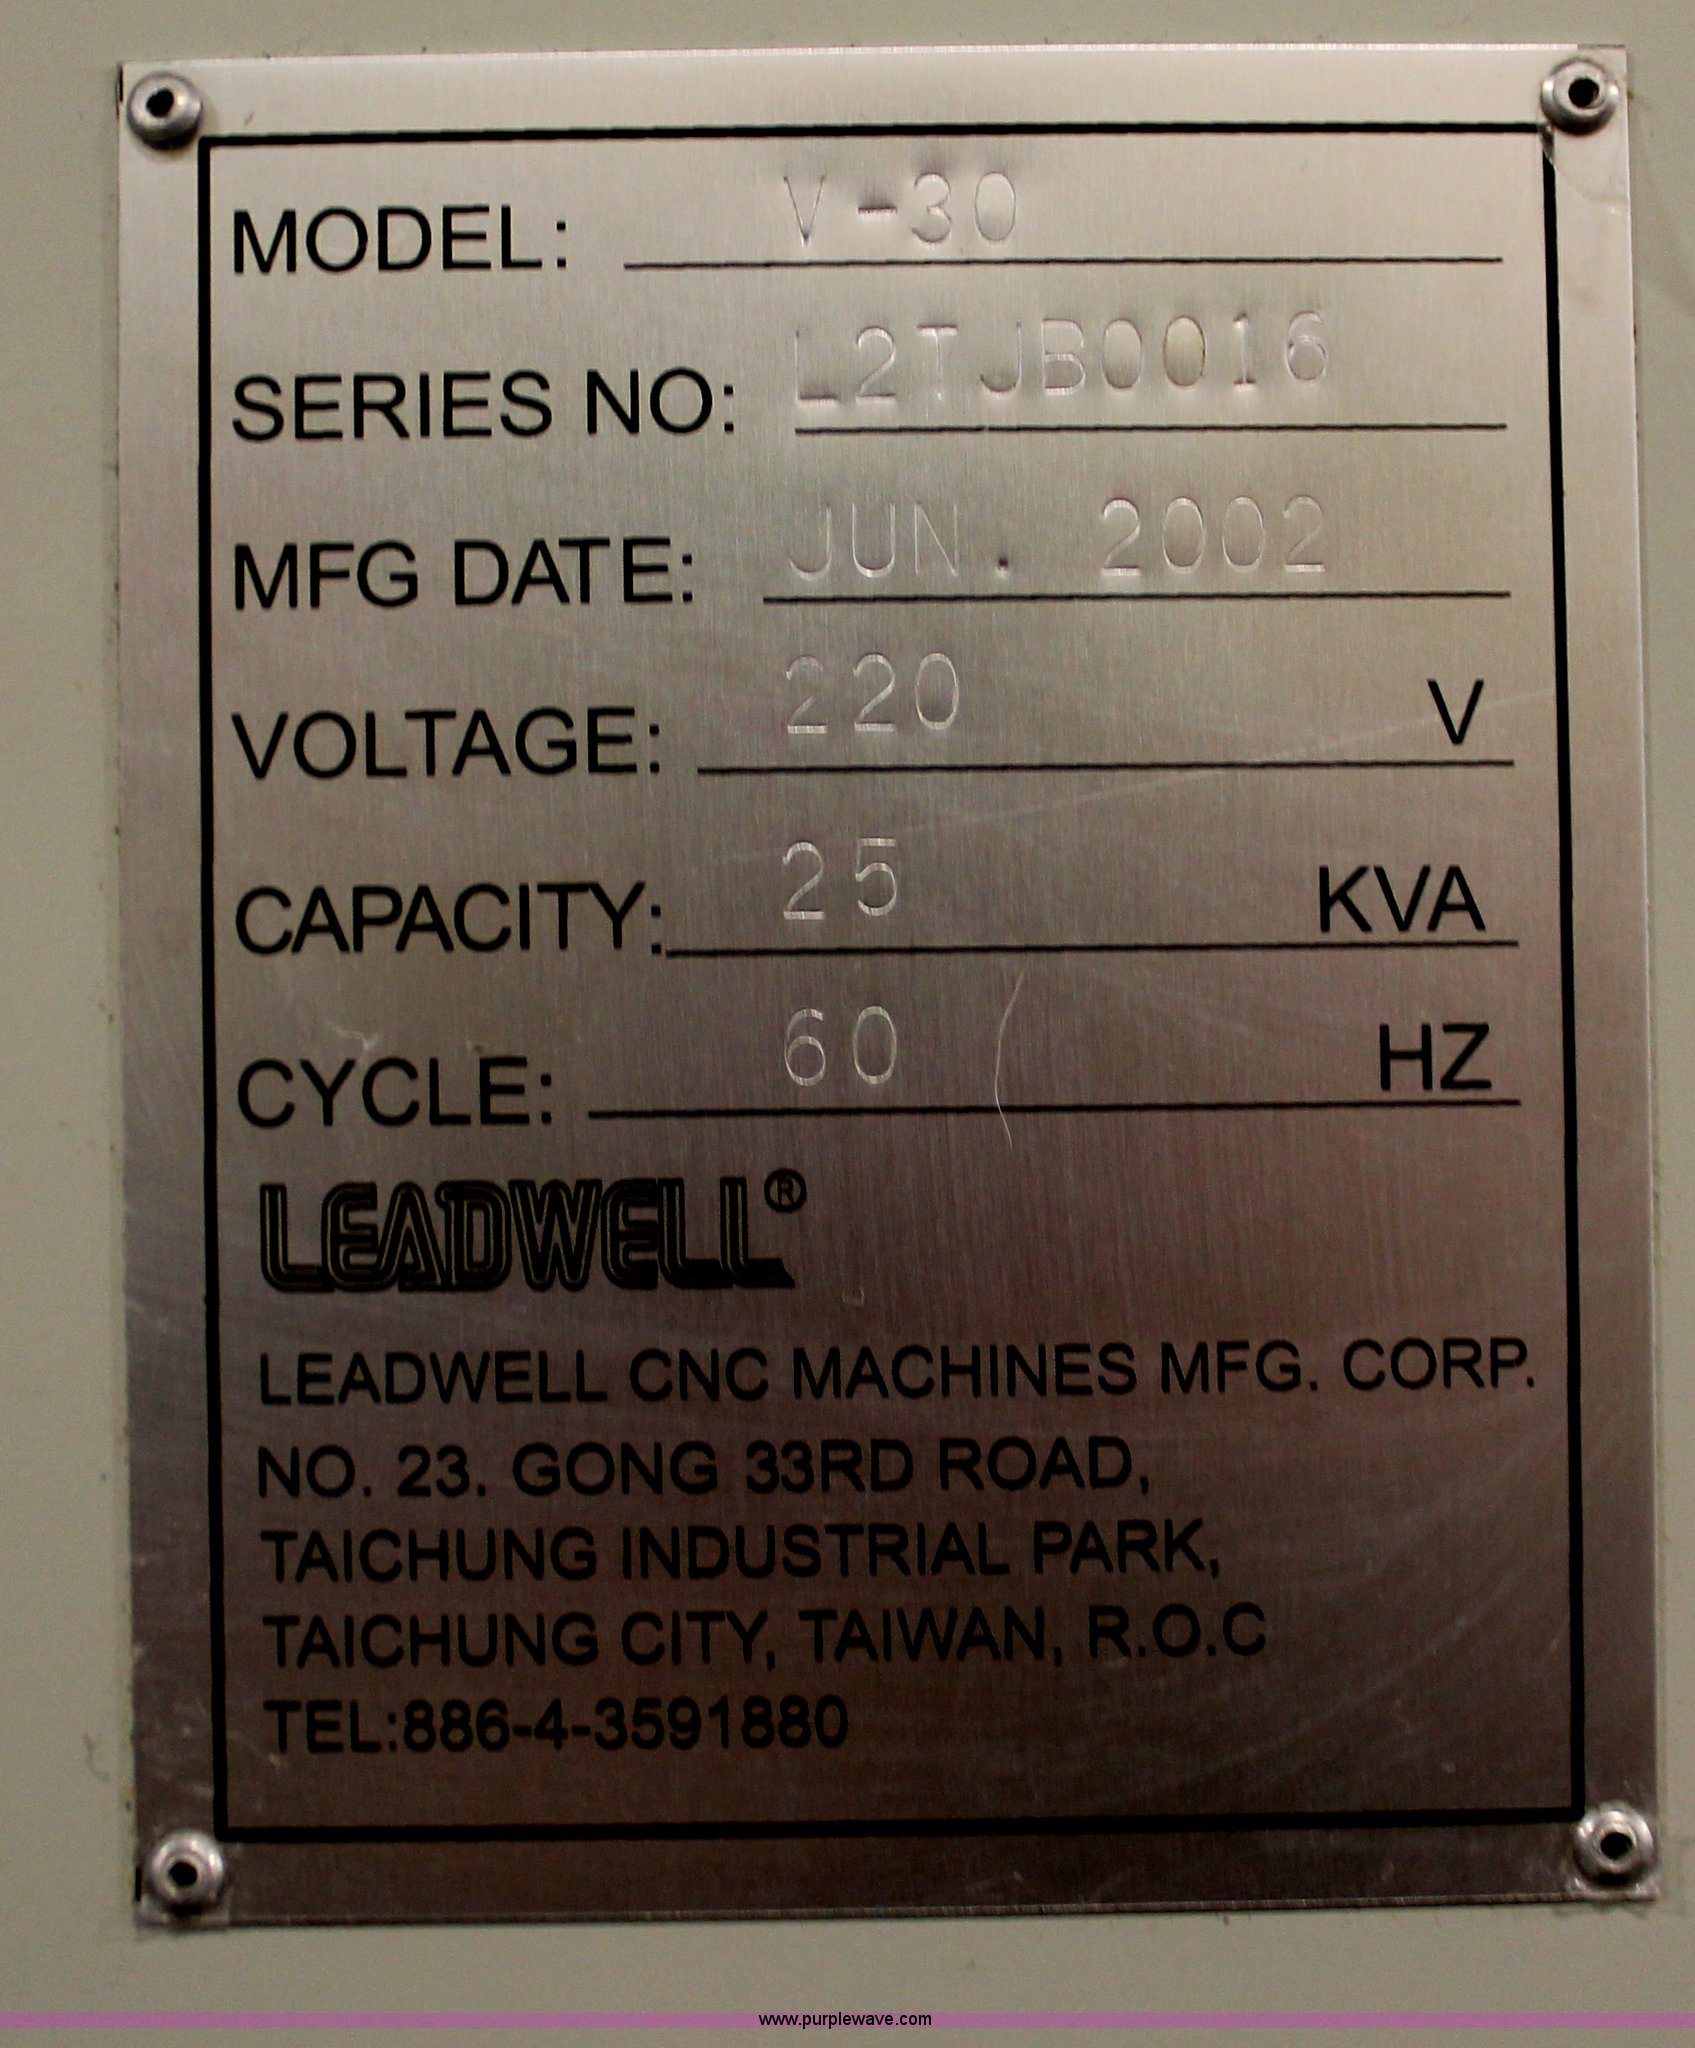 MODEL: V-30
SERIES NO: L2TJB0016
MFG DATE: JUN. 2002
VOLTAGE: 220 V
CAPACITY: 25 KVA
CYCLE: 60 HZ
LEADWELL®
LEADWELL CNC MACHINES MFG. CORP.
NO. 23. GONG 33RD ROAD,
TAICHUNG INDUSTRIAL PARK,
TAICHUNG CITY, TAIWAN, R.O.C
TEL:886-4-3591880
www.purplewave.com